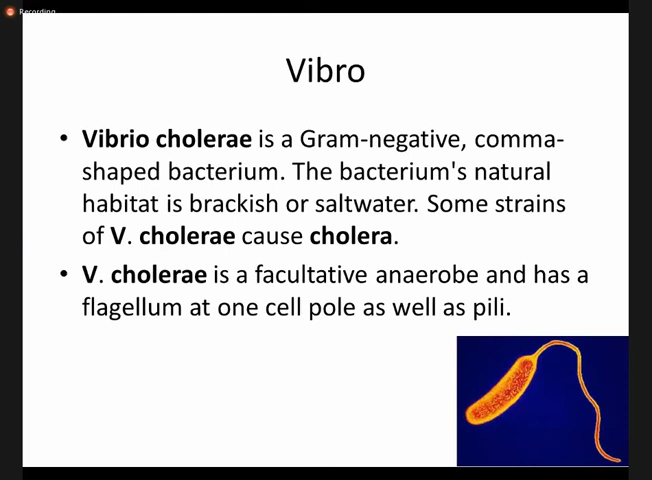 Recording
Vibro
• Vibrio cholerae is a Gram-negative, comma-
shaped bacterium. The bacterium's natural
habitat is brackish or saltwater. Some strains
of V. cholerae cause cholera.
• V. cholerae is a facultative anaerobe and has a
flagellum at one cell pole as well as pili.